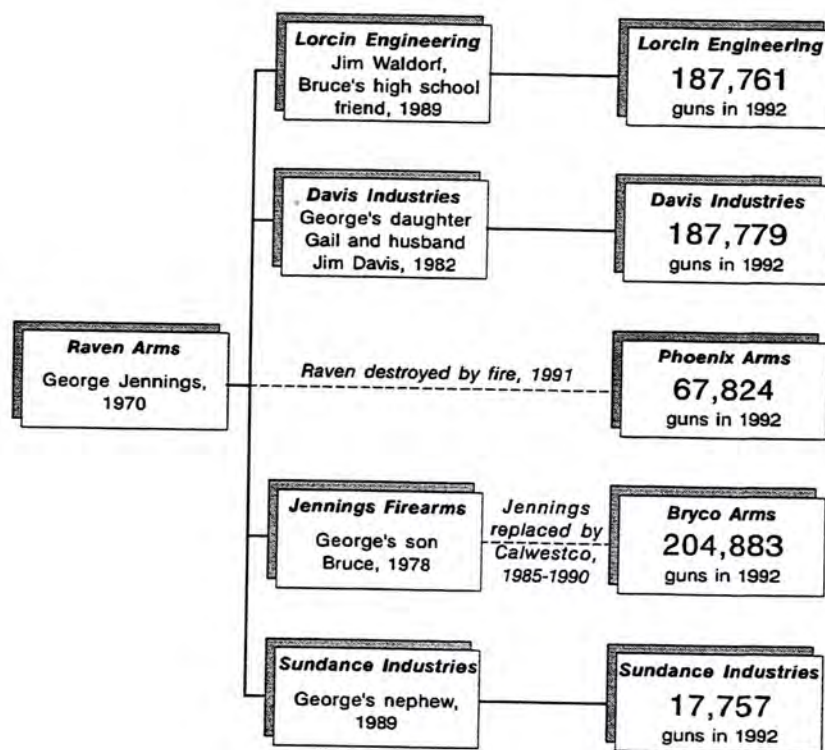 Lorcin Engineering
Jim Waldorf,
Bruce's high school
friend, 1989
Lorcin Engineering
187,761
guns in 1992
Davis Industries
George's daughter
Gail and husband
Jim Davis, 1982
Davis Industries
187,779
guns in 1992
Raven Arms
George Jennings,
1970
Raven destroyed by fire, 1991
Phoenix Arms
67,824
guns in 1992
Jennings Firearms
George's son
Bruce, 1978
Jennings
replaced by
Calwestco,
1985-1990
Bryco Arms
204,883
guns in 1992
Sundance Industries
George's nephew,
1989
Sundance Industries
17,757
guns in 1992